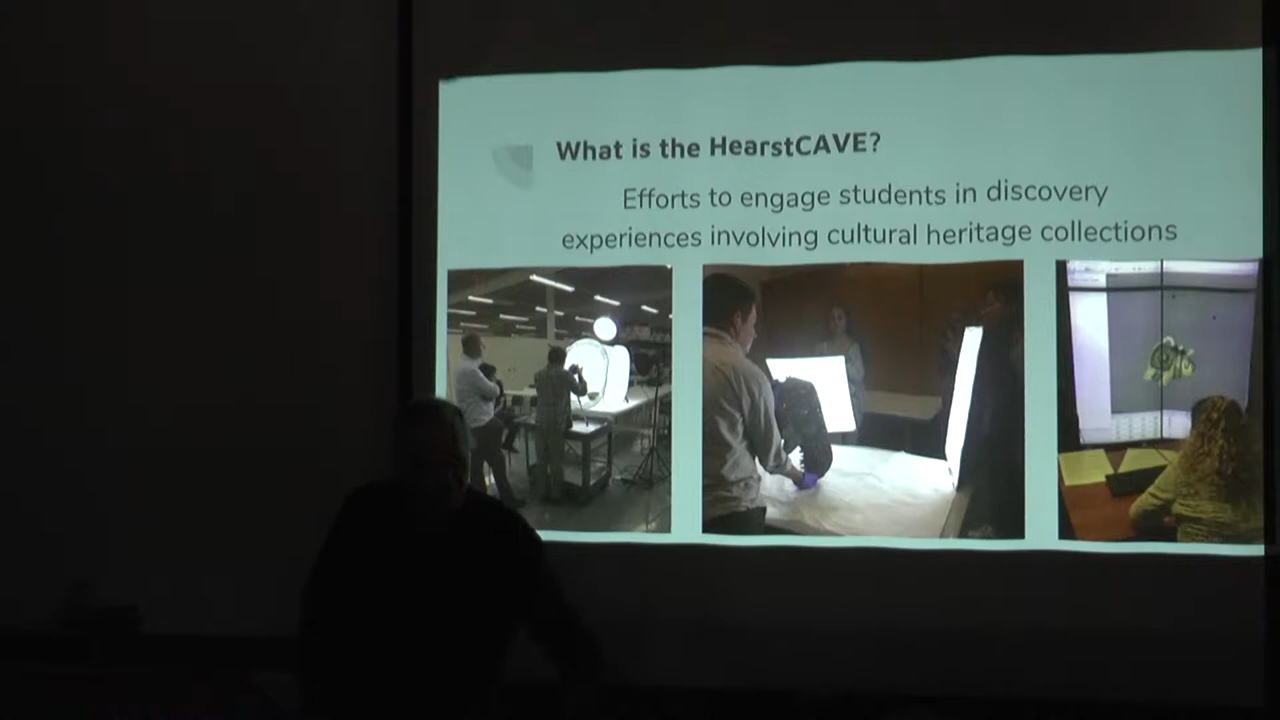 What is the HearstCAVE?
Efforts to engage students in discovery
experiences involving cultural heritage collections